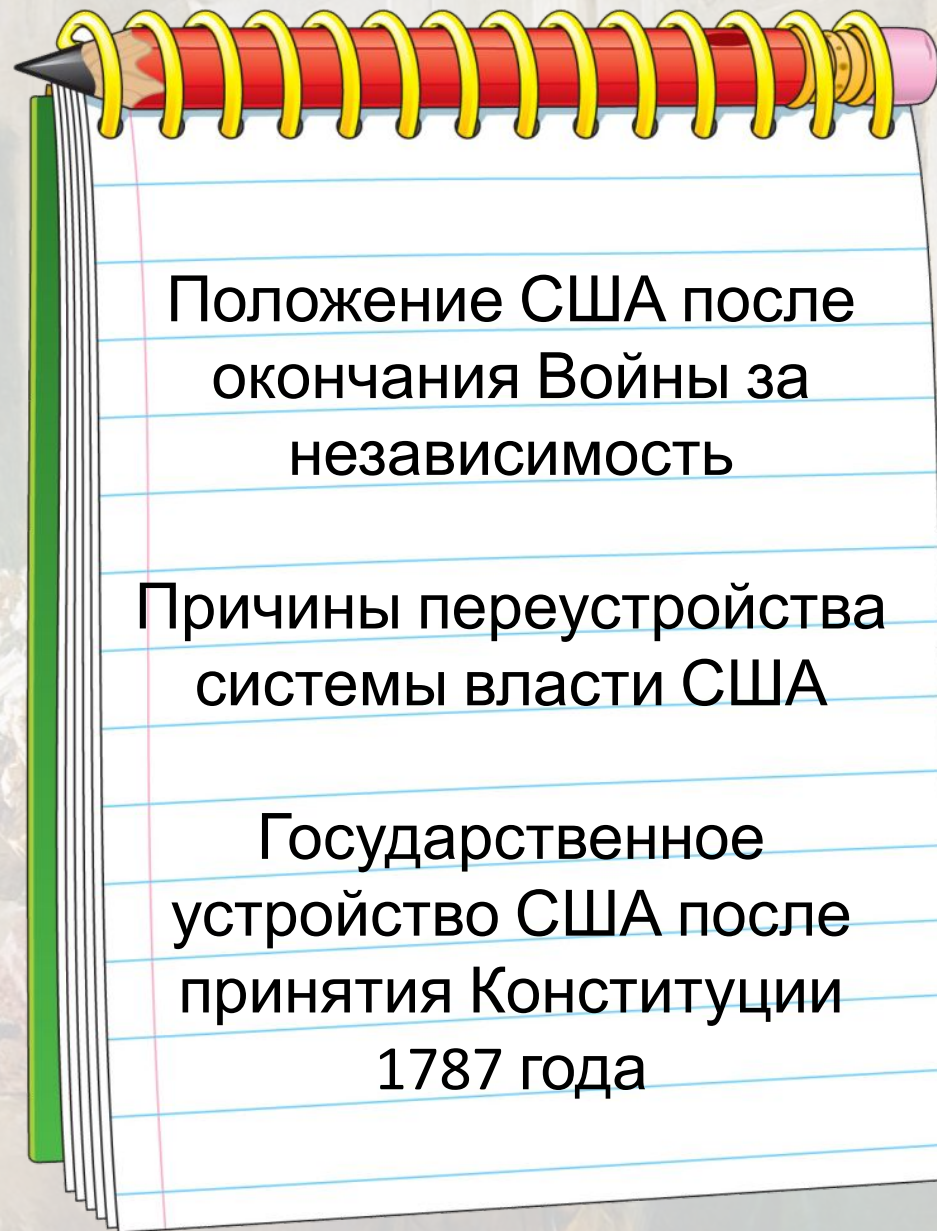 Положение США после
окончания Войны за
независимость
Причины переустройства
системы власти США
Государственное
устройство США после
принятия Конституции
1787 года